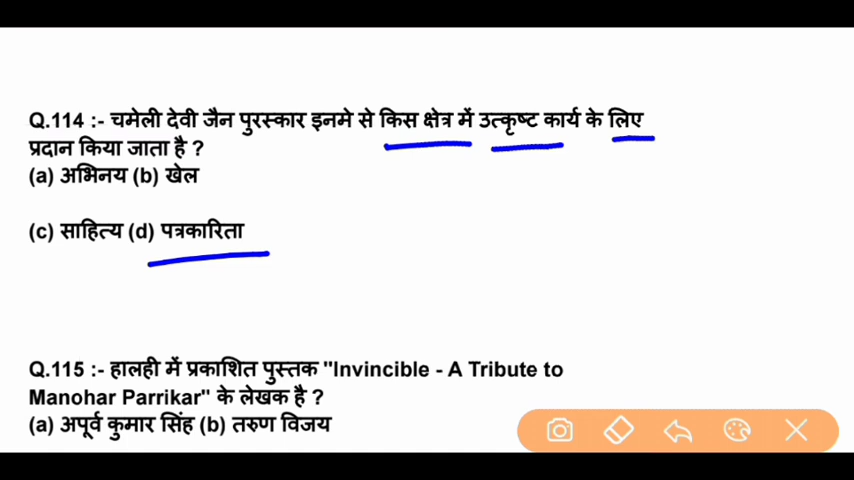 Q.114 :- चमेली देवी जैन पुरस्कार इनमे से किस क्षेत्र में उत्कृष्ट कार्य के लिए
प्रदान किया जाता है ?
(a) अभिनय (b) खेल
(c) साहित्य (d) पत्रकारिता
Q.115 :- हालही में प्रकाशित पुस्तक "Invincible - A Tribute to
Manohar Parrikar" के लेखक है ?
(a) अपूर्व कुमार सिंह (b) तरुण विजय